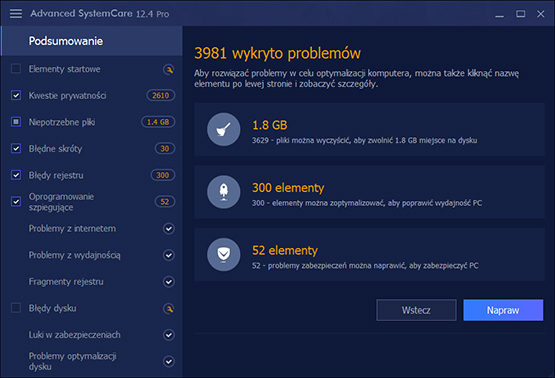 Advanced SystemCare 12.4 Pro
Podsumowanie
Elementy startowe
Kwestie prywatności 2610
Niepotrzebne pliki 1.4 GB
Błędne skróty 30
Błędy rejestru 300
Oprogramowanie
szpiegujące 52
Problemy z internetem
Problemy z wydajnością
Fragmenty rejestru
Błędy dysku
Luki w zabezpieczeniach
Problemy optymalizacji
dysku
3981 wykryto problemów
Aby rozwiązać problemy w celu optymalizacji komputera, można także kliknąć nazwę
elementu po lewej stronie i zobaczyć szczegóły.
1.8 GB
3629 - pliki można wyczyścić, aby zwolnić 1.8 GB miejsce na dysku
300 elementy
300 - elementy można zoptymalizować, aby poprawić wydajność PC
52 elementy
52 - problemy zabezpieczeń można naprawić, aby zabezpieczyć PC
Wstecz
Napraw